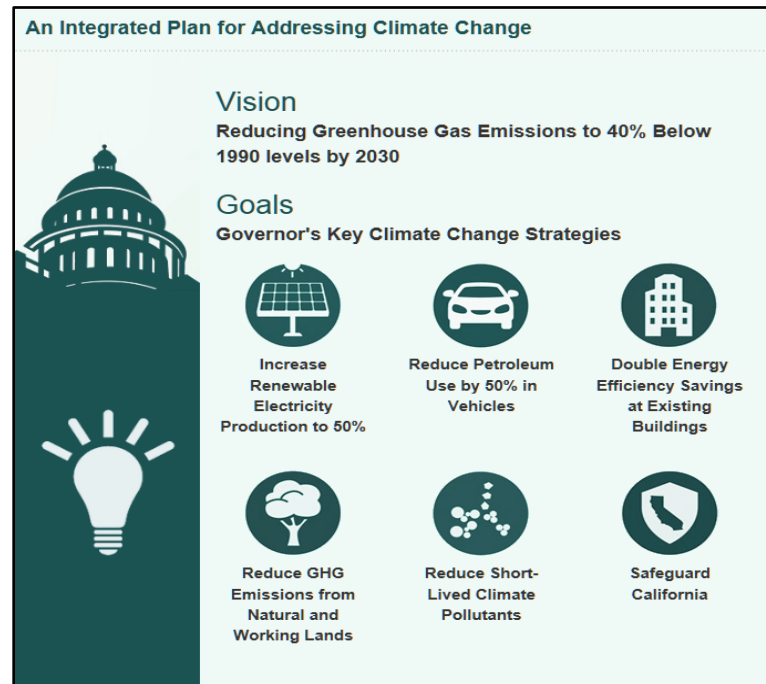 An Integrated Plan for Addressing Climate Change
Vision
Reducing Greenhouse Gas Emissions to 40% Below
1990 levels by 2030
Goals
Governor's Key Climate Change Strategies
Increase
Renewable
Electricity
Production to 50%
Reduce Petroleum
Use by 50% in
Vehicles
Double Energy
Efficiency Savings
at Existing
Buildings
Reduce GHG
Emissions from
Natural and
Working Lands
Reduce Short-
Lived Climate
Pollutants
Safeguard
California